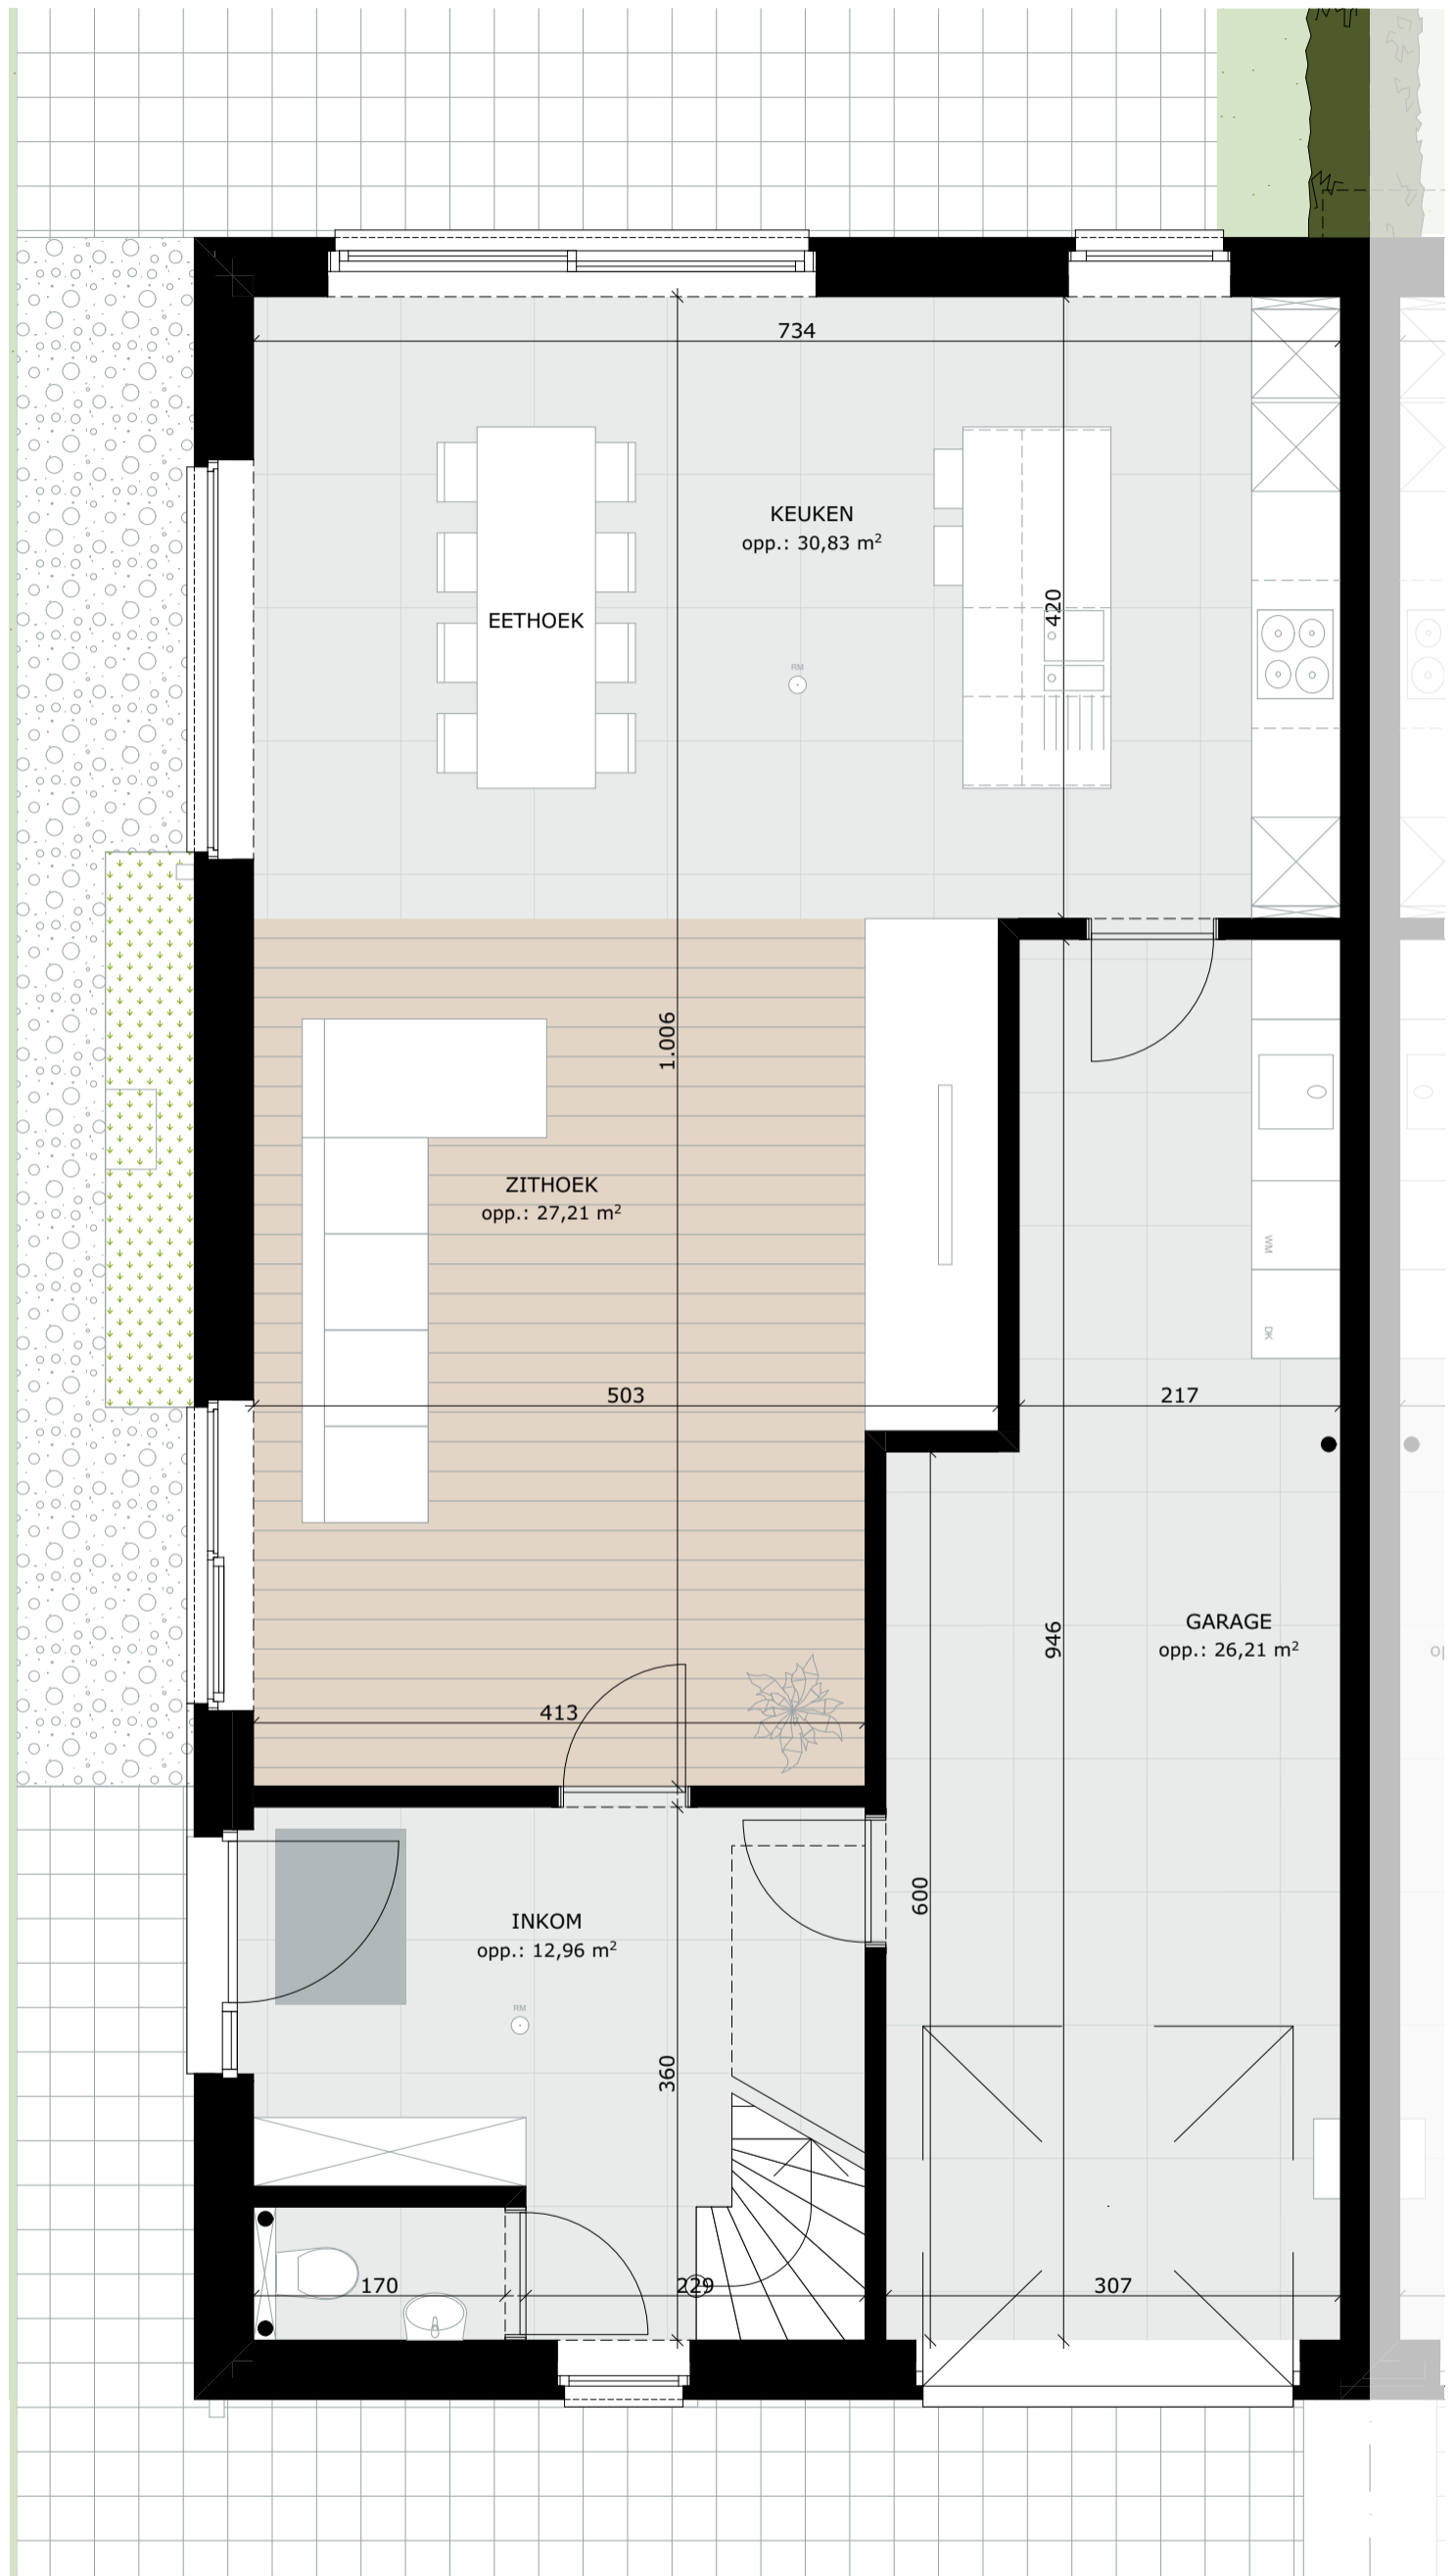 734
KEUKEN
opp.: 30,83 m²
420
EETHOEK
RM
1.006
ZITHOEK
opp.: 27,21 m²
WM
DK
503
217
GARAGE
opp.: 26,21 m²
946
413
600
INKOM
opp.: 12,96 m²
RM
360
170
229
307